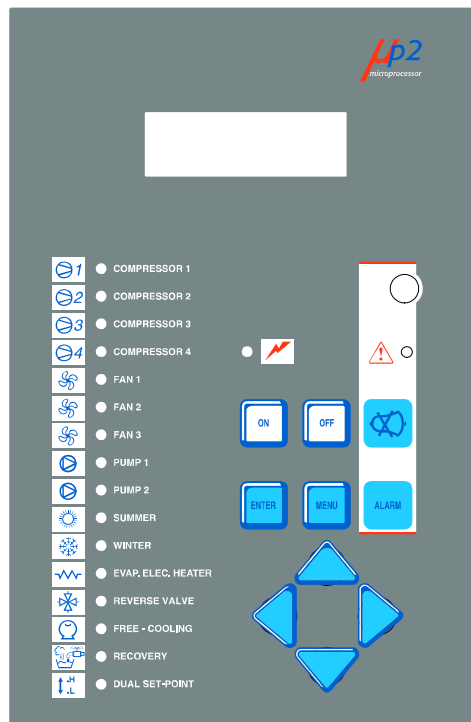 μp2
microprocessor
1 COMPRESSOR 1
2 COMPRESSOR 2
3 COMPRESSOR 3
4 COMPRESSOR 4
FAN 1
FAN 2
FAN 3
PUMP 1
PUMP 2
SUMMER
WINTER
EVAP. ELEC. HEATER
REVERSE VALVE
FREE - COOLING
RECOVERY
H
L DUAL SET-POINT
ON OFF
ENTER MENU ALARM